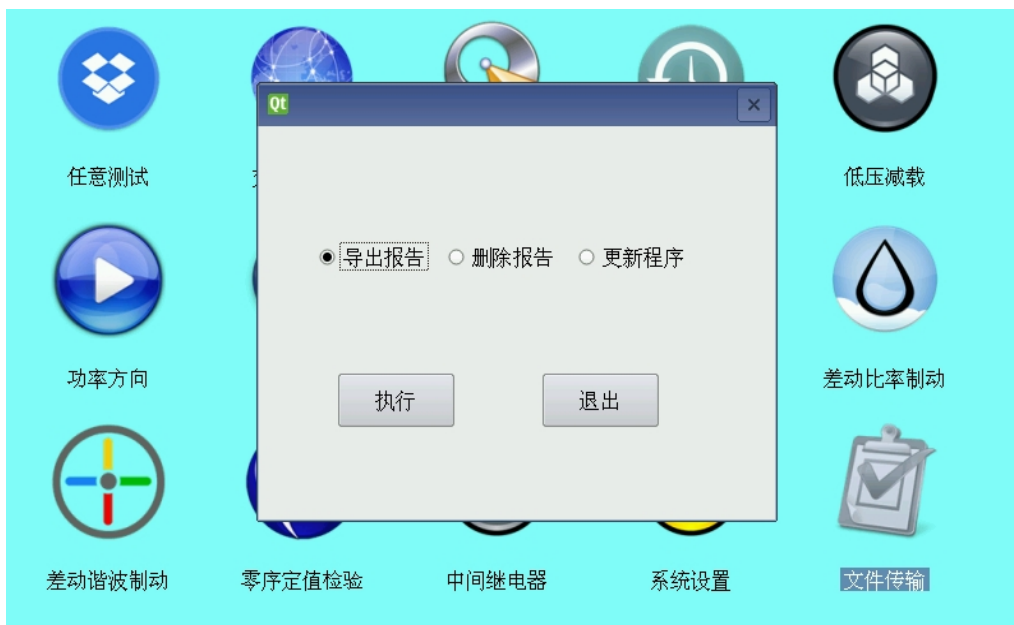 Qt
任意测试
低压减载
导出报告 删除报告 更新程序
功率方向
差动比率制动
执行 退出
差动谐波制动 零序定值检验 中间继电器 系统设置 文件传输